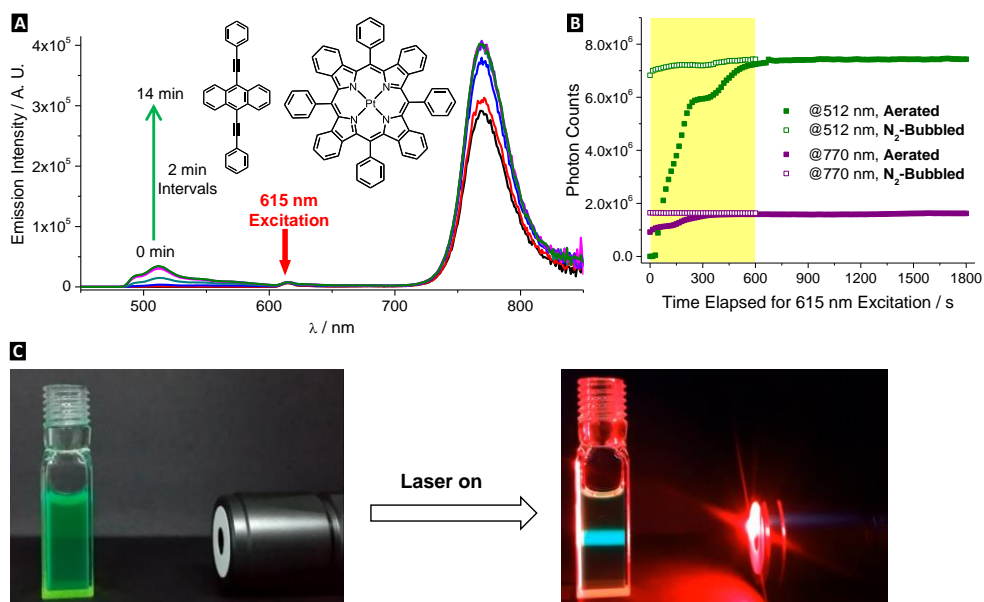 A
Emission Intensity / A. U.
4x10⁵
3x10⁵
2x10⁵
1x10⁵
0
500
600
700
800
λ / nm
14 min
2 min
Intervals
0 min
615 nm
Excitation
N
N
Pt
N
N
B
Photon Counts
8.0x10⁶
6.0x10⁶
4.0x10⁶
2.0x10⁶
0.0
0
300
600
900
1200
1500
1800
Time Elapsed for 615 nm Excitation / s
@512 nm, Aerated
@512 nm, N₂-Bubbled
@770 nm, Aerated
@770 nm, N₂-Bubbled
C
Laser on